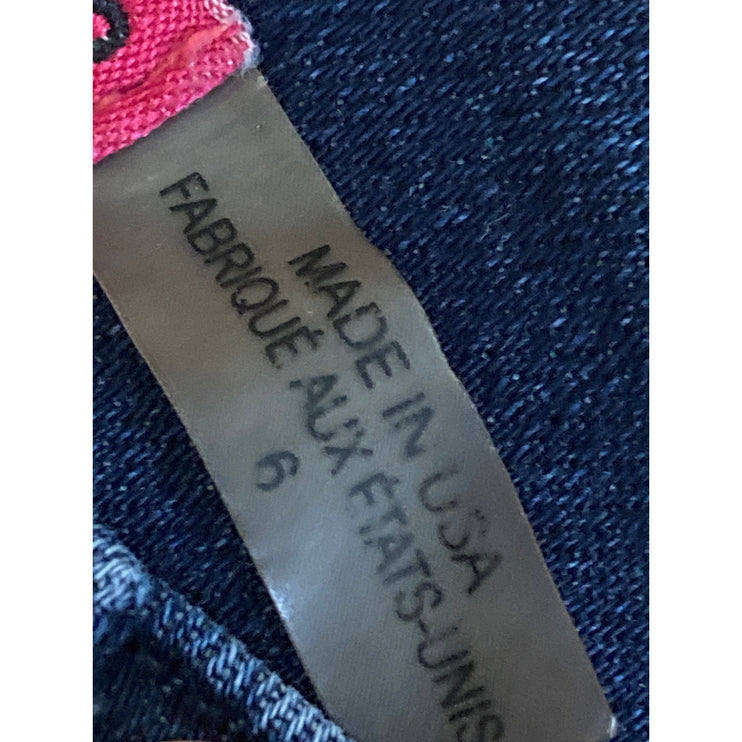 MADE IN USA
FABRIQUÉ AUX ÉTATS-UNIS
6